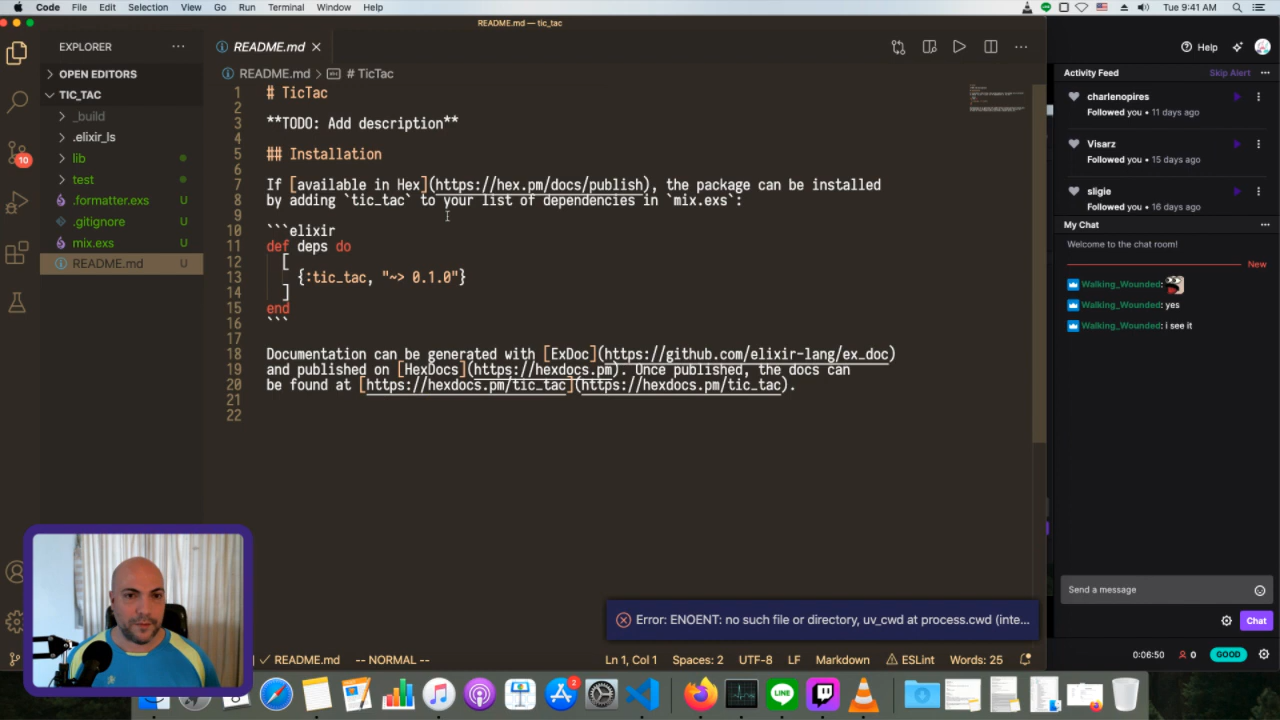 Code File Edit Selection View Go Run Terminal Window Help
Tue 9:41 AM
README.md — tic_tac
EXPLORER
OPEN EDITORS
TIC_TAC
_build
.elixir_ls
lib
test
.formatter.exs U
.gitignore U
mix.exs U
README.md U
10
README.md
README.md > # TicTac
1 # TicTac
2
3 **TODO: Add description**
4
5 ## Installation
6
7 If [available in Hex](https://hex.pm/docs/publish), the package can be installed
8 by adding `tic_tac` to your list of dependencies in `mix.exs`:
9
10 ```elixir
11 def deps do
12 [
13 {:tic_tac, "~> 0.1.0"}
14 ]
15 end
16 ```
17
18 Documentation can be generated with [ExDoc](https://github.com/elixir-lang/ex_doc)
19 and published on [HexDocs](https://hexdocs.pm). Once published, the docs can
20 be found at [https://hexdocs.pm/tic_tac](https://hexdocs.pm/tic_tac).
21
22
Error: ENOENT: no such file or directory, uv_cwd at process.cwd (inte...
README.md -- NORMAL -- Ln 1, Col 1 Spaces: 2 UTF-8 LF Markdown ESLint Words: 25
Help
Activity Feed Skip Alert
charlenopires
Followed you • 11 days ago
Visarz
Followed you • 15 days ago
sligie
Followed you • 16 days ago
My Chat
Welcome to the chat room!
New
Walking_Wounded:
Walking_Wounded: yes
Walking_Wounded: i see it
Send a message
Chat
0:06:50 0 GOOD
2
LINE